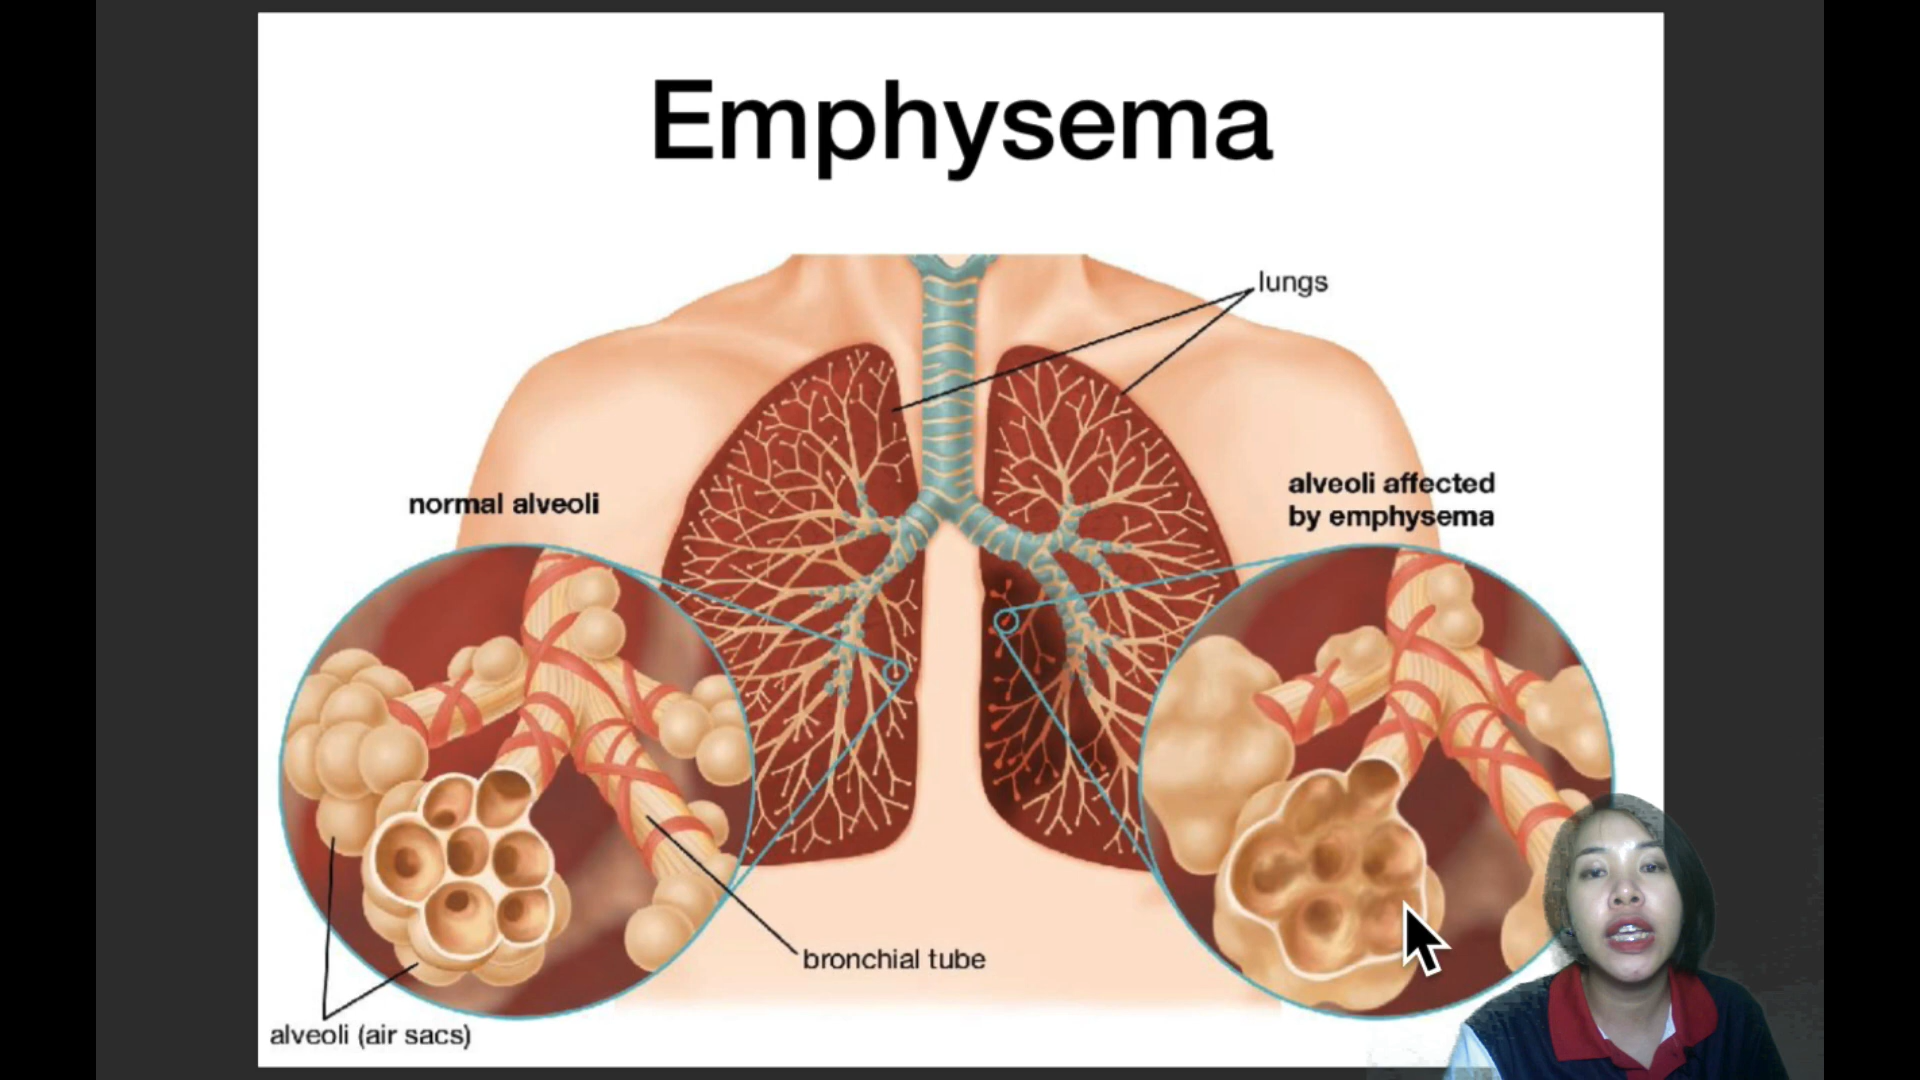 Emphysema
lungs
normal alveoli
alveoli affected
by emphysema
bronchial tube
alveoli (air sacs)